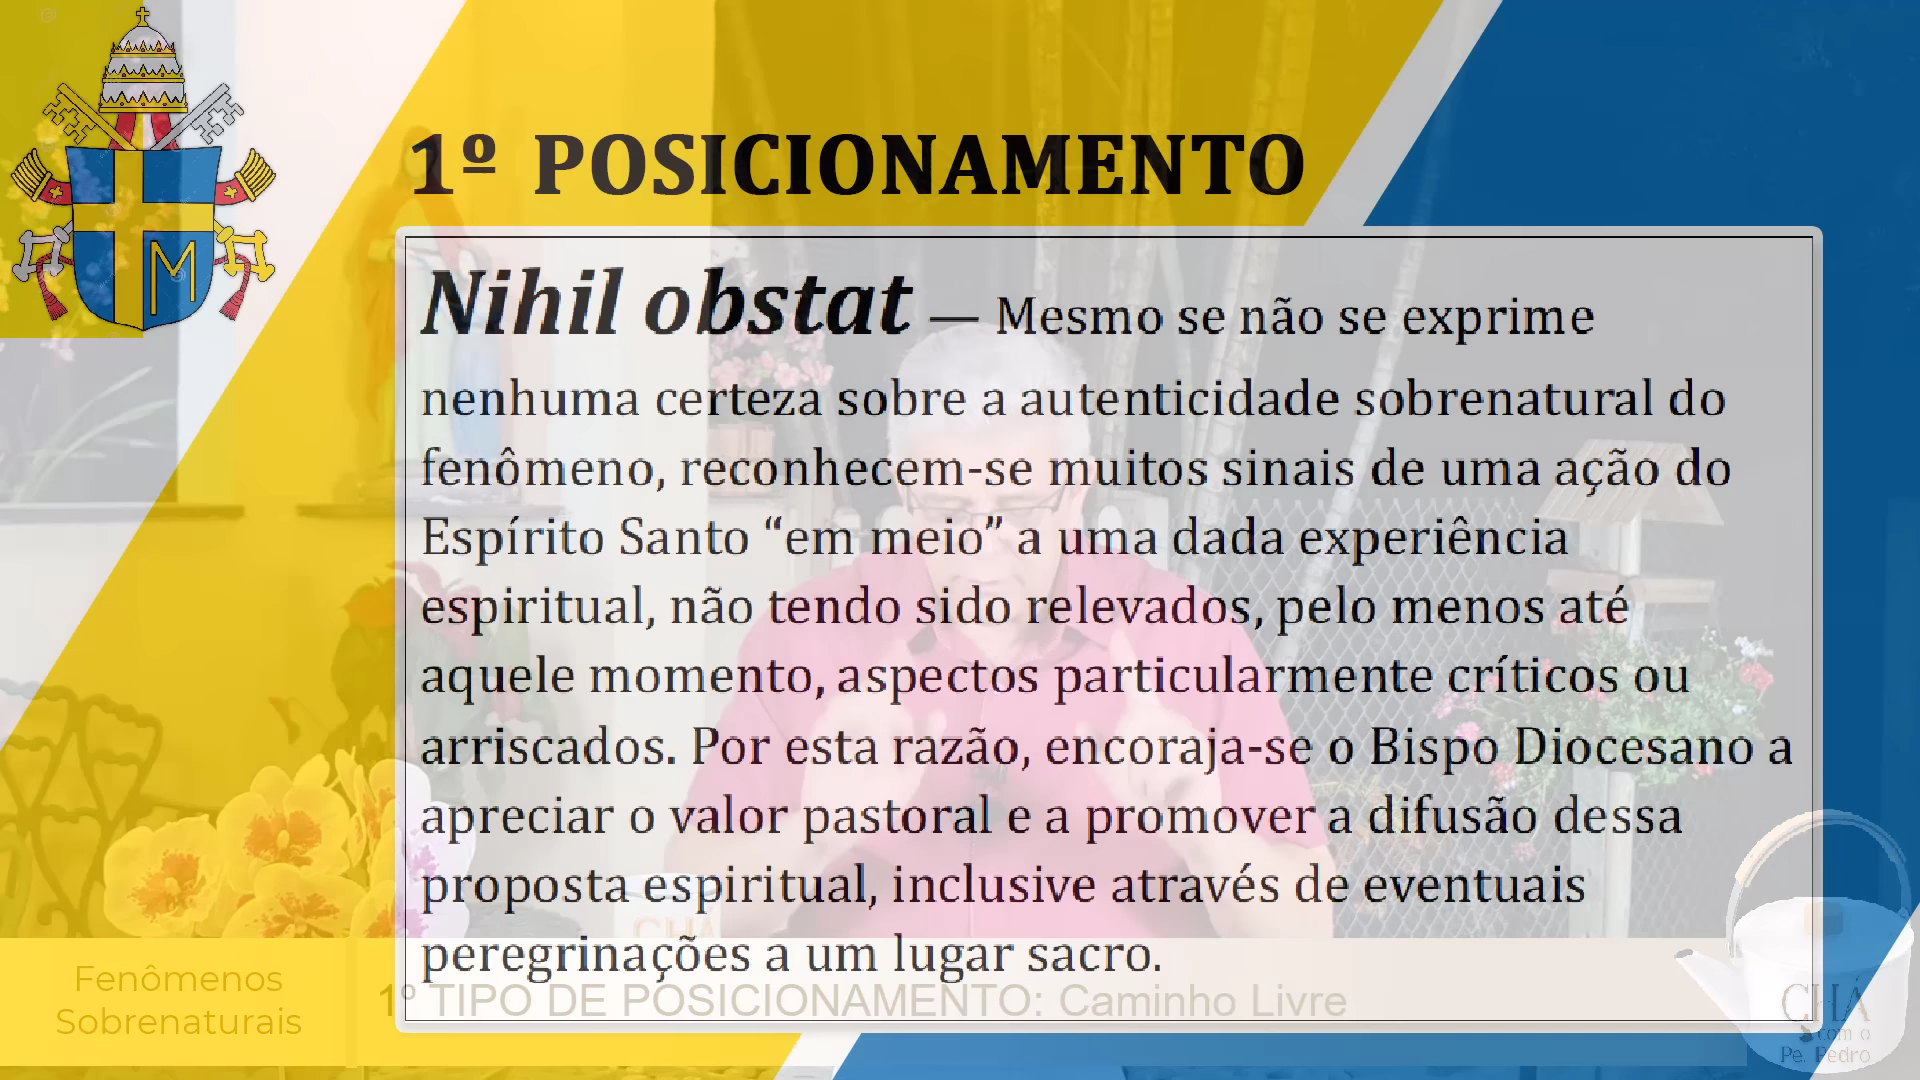 1º POSICIONAMENTO
Nihil obstat — Mesmo se não se exprime
nenhuma certeza sobre a autenticidade sobrenatural do
fenômeno, reconhecem-se muitos sinais de uma ação do
Espírito Santo “em meio” a uma dada experiência
espiritual, não tendo sido relevados, pelo menos até
aquele momento, aspectos particularmente críticos ou
arriscados. Por esta razão, encoraja-se o Bispo Diocesano a
apreciar o valor pastoral e a promover a difusão dessa
proposta espiritual, inclusive através de eventuais
peregrinações a um lugar sacro.
Fenômenos
Sobrenaturais
1º TIPO DE POSICIONAMENTO: Caminho Livre
CHÁ
com o
Pe. Pedro
M
CHÁ